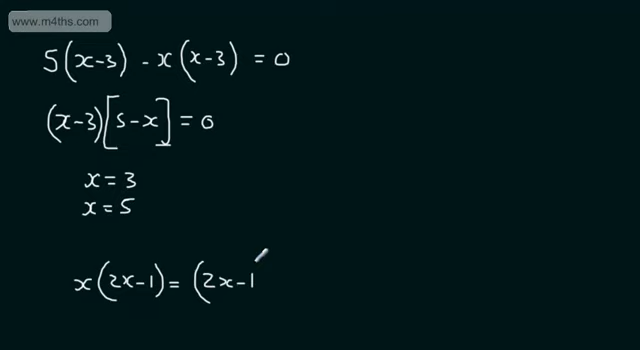 www.m4ths.com
5(x-3) - x(x-3) = 0
(x-3)[5-x] = 0
x = 3
x = 5
x(2x-1) = (2x-1